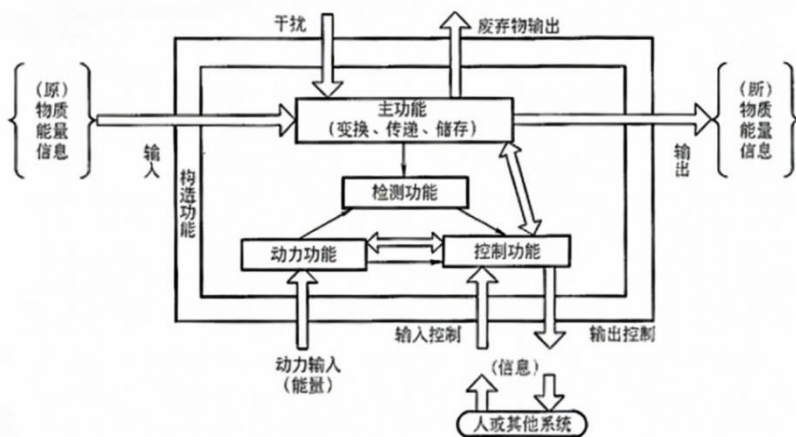 干扰
废弃物输出
(原)
物质
能量
信息
主功能
(变换、传递、储存)
(新)
物质
能量
信息
输入
输出
构造功能
检测功能
动力功能
控制功能
动力输入
(能量)
输入控制
输出控制
(信息)
人或其他系统